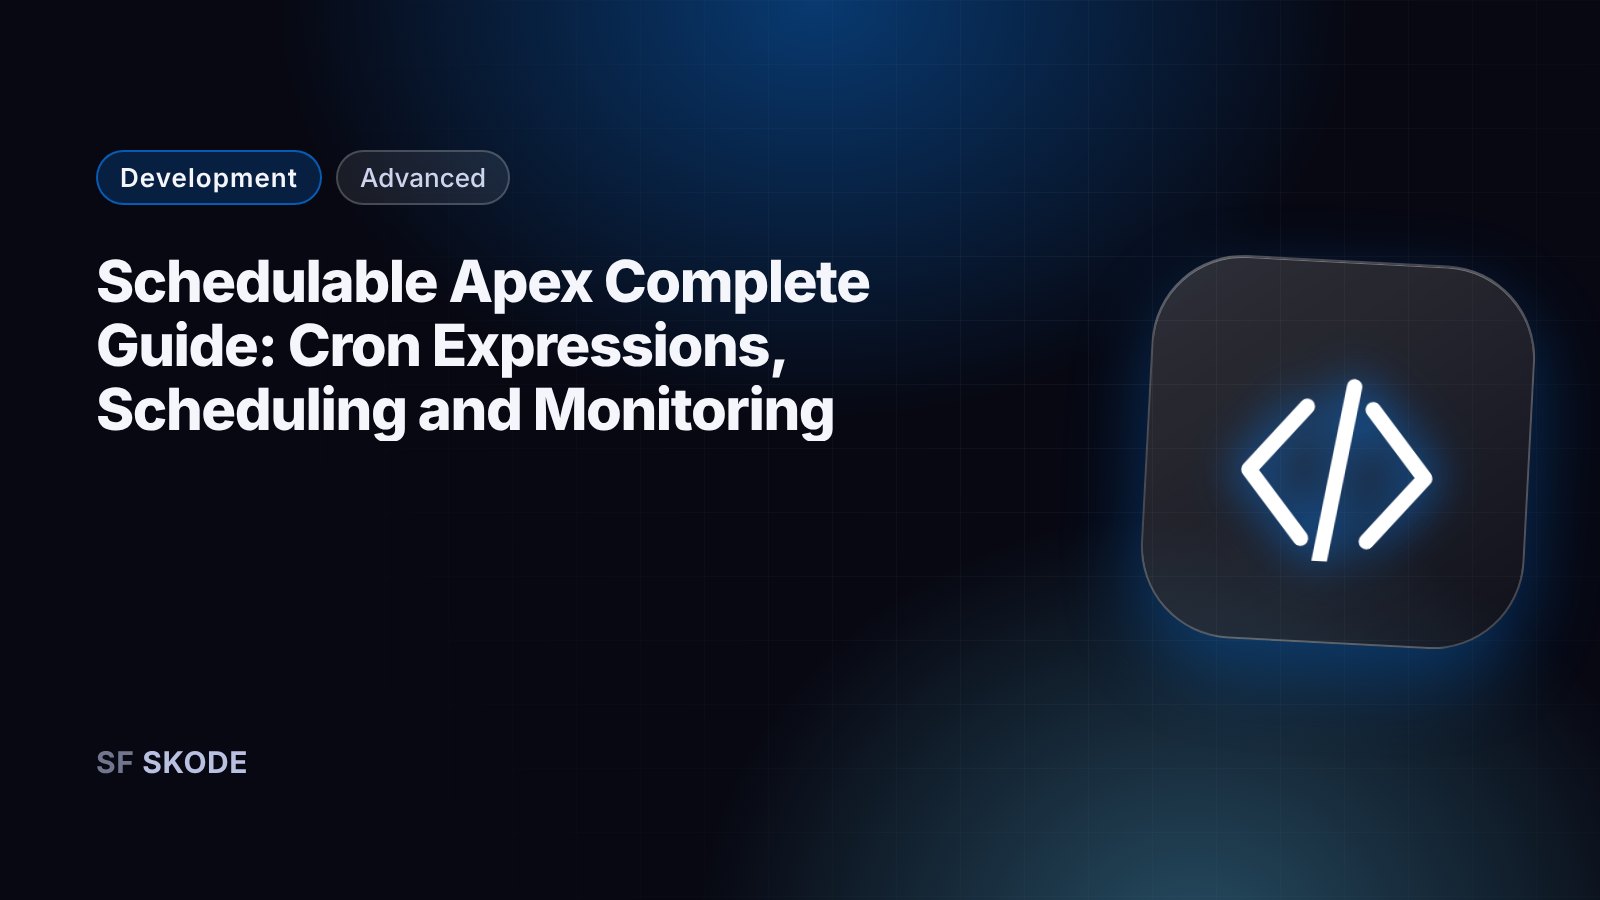 Development
Advanced
Schedulable Apex Complete
Guide: Cron Expressions,
Scheduling and Monitoring
SF SKODE